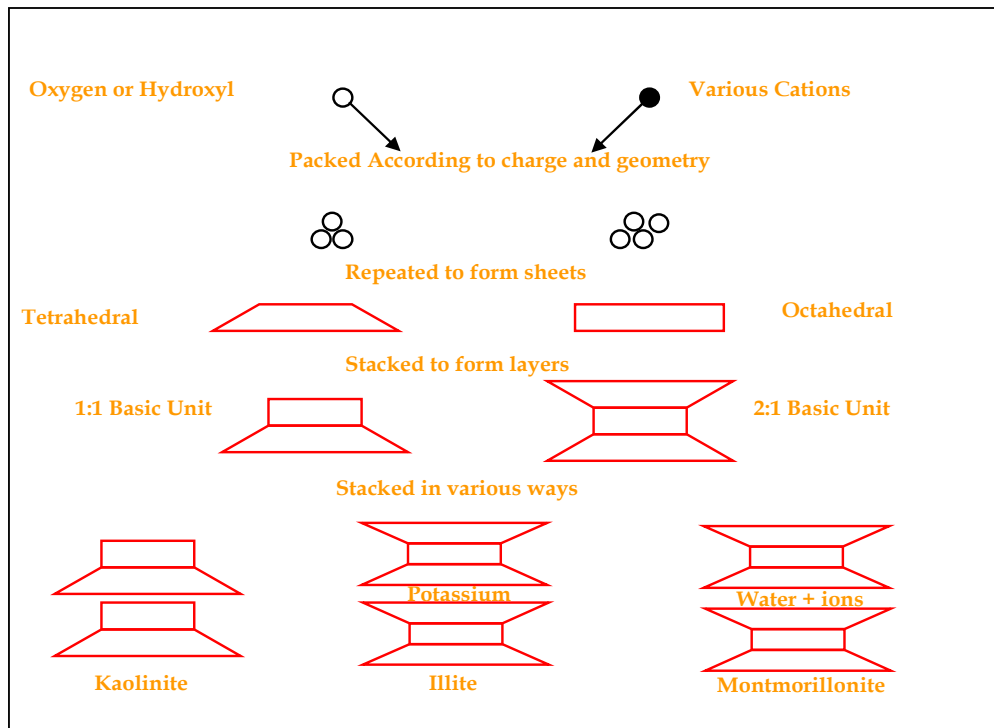 Oxygen or Hydroxyl
Various Cations
Packed According to charge and geometry
Repeated to form sheets
Tetrahedral
Octahedral
Stacked to form layers
1:1 Basic Unit
2:1 Basic Unit
Stacked in various ways
Potassium
Water + ions
Kaolinite
Illite
Montmorillonite